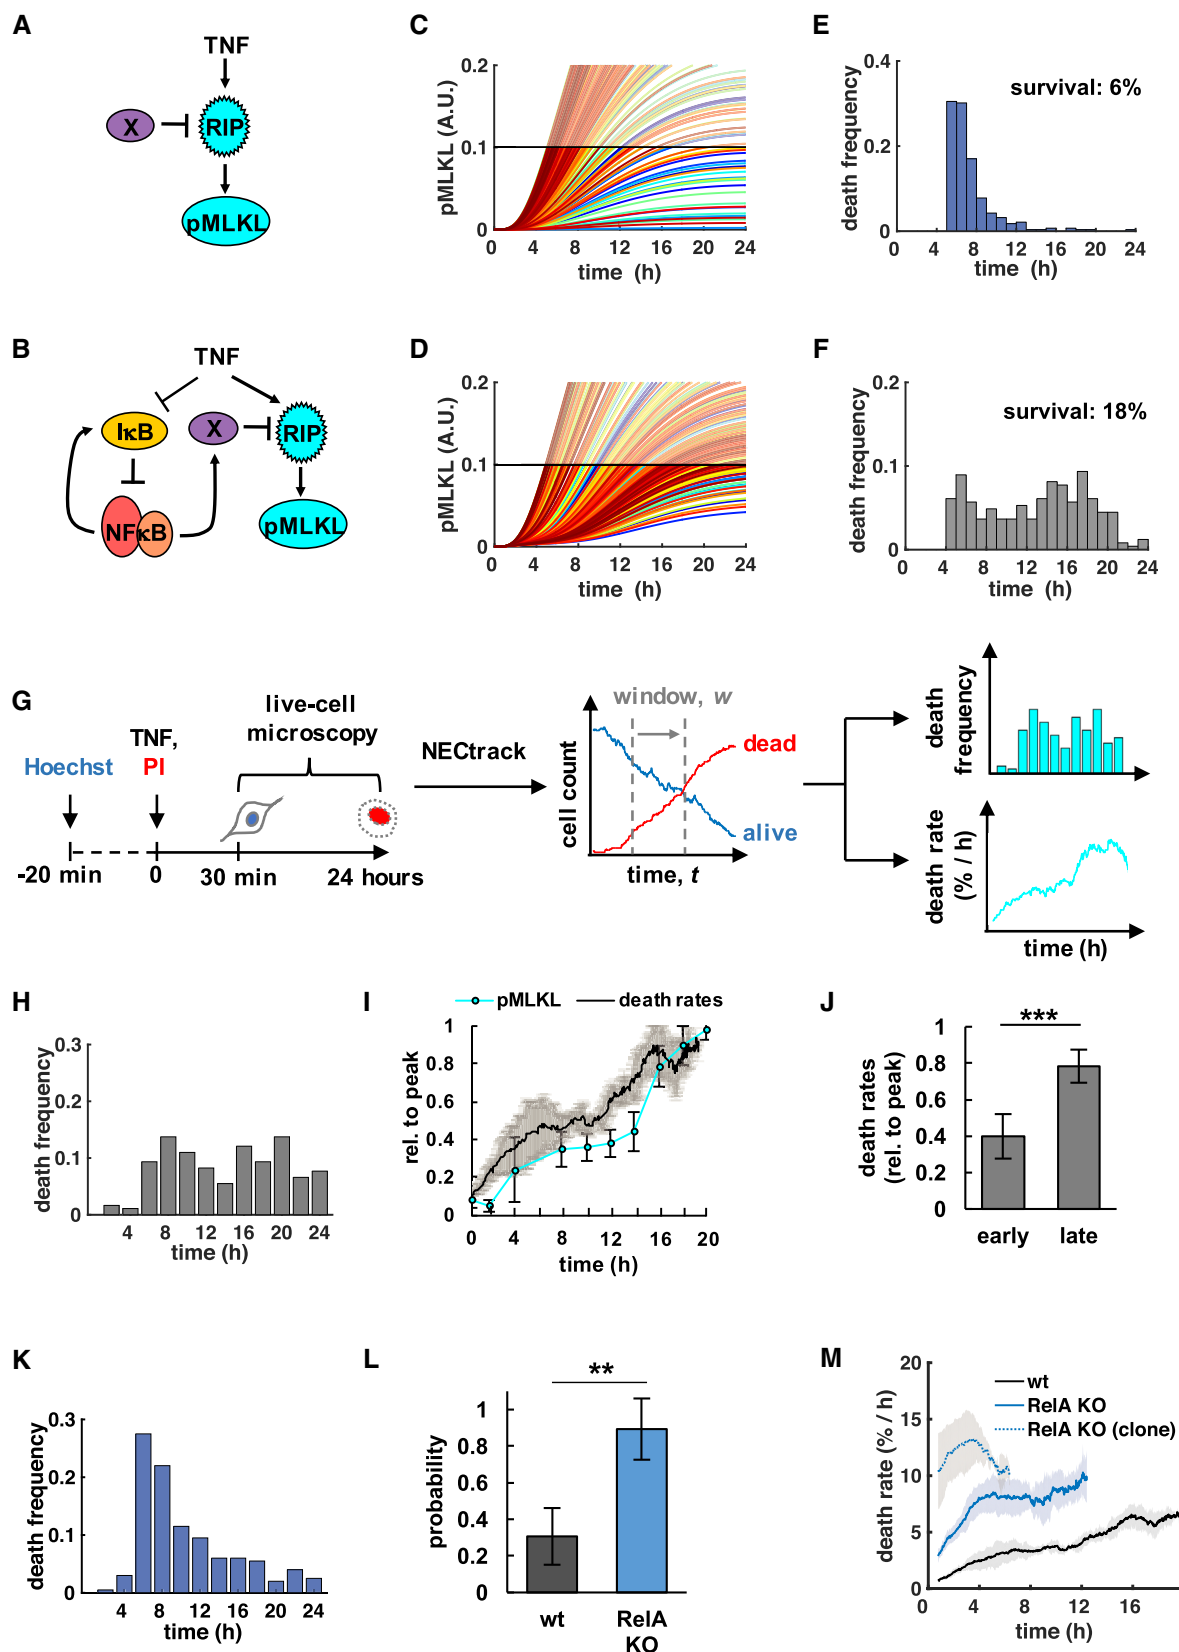 A
TNF
X
RIP
pMLKL
C
0.2
0.1
0
pMLKL (A.U.)
0 4 8 12 16 20 24
time (h)
E
0.4
0.2
0
death frequency
survival: 6%
0 4 8 12 16 20 24
time (h)
B
TNF
IκB
X
RIP
NFκB
pMLKL
D
0.2
0.1
0
pMLKL (A.U.)
0 4 8 12 16 20 24
time (h)
F
0.2
0.1
0
death frequency
survival: 18%
0 4 8 12 16 20 24
time (h)
G
Hoechst
TNF,
PI
live-cell
microscopy
-20 min
0
30 min
24 hours
NECtrack
window, w
dead
alive
cell count
time, t
death
frequency
death rate
(% / h)
time (h)
H
0.3
0.2
0.1
0
death frequency
4 8 12 16 20 24
time (h)
I
pMLKL
death rates
1
0.8
0.6
0.4
0.2
0
rel. to peak
0 4 8 12 16 20
time (h)
J
***
1
0.8
0.6
0.4
0.2
0
death rates
(rel. to peak)
early late
K
0.3
0.2
0.1
0
death frequency
4 8 12 16 20 24
time (h)
L
**
1
0.8
0.6
0.4
0.2
0
probability
wt
RelA
KO
M
20
15
10
5
0
death rate (% / h)
wt
RelA KO
RelA KO (clone)
0 4 8 12 16
time (h)